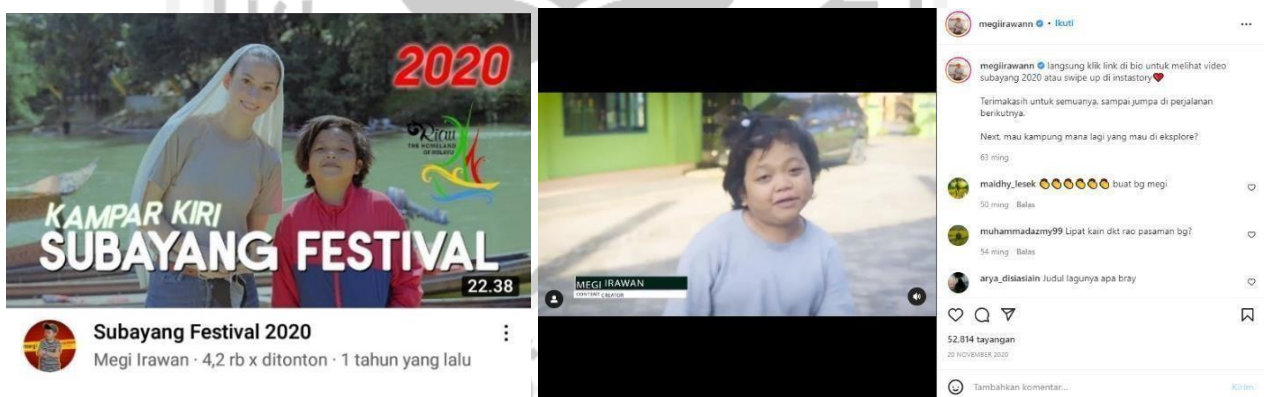 2020
Riau
THE HOMELAND
OF MELAYU
KAMPAR KIRI
SUBAYANG FESTIVAL
22.38
Subayang Festival 2020
Megi Irawan · 4,2 rb x ditonton · 1 tahun yang lalu
MEGI IRAWAN
CONTENT CREATOR
megiirawann • Ikuti
megiirawann langsung klik link di bio untuk melihat video
subayang 2020 atau swipe up di instastory❤️
Terimakasih untuk semuanya, sampai jumpa di perjalanan
berikutnya.
Next, mau kampung mana lagi yang mau di eksplore?
63 ming
maidhy_lesek 👏👏👏👏👏👏 buat bg megi
50 ming Balas
muhammadazmy99 Lipat kain dkt rao pasaman bg?
54 ming Balas
arya_disiasiain Judul lagunya apa bray
52,814 tayangan
20 NOVEMBER 2020
Tambahkan komentar...
Kirim